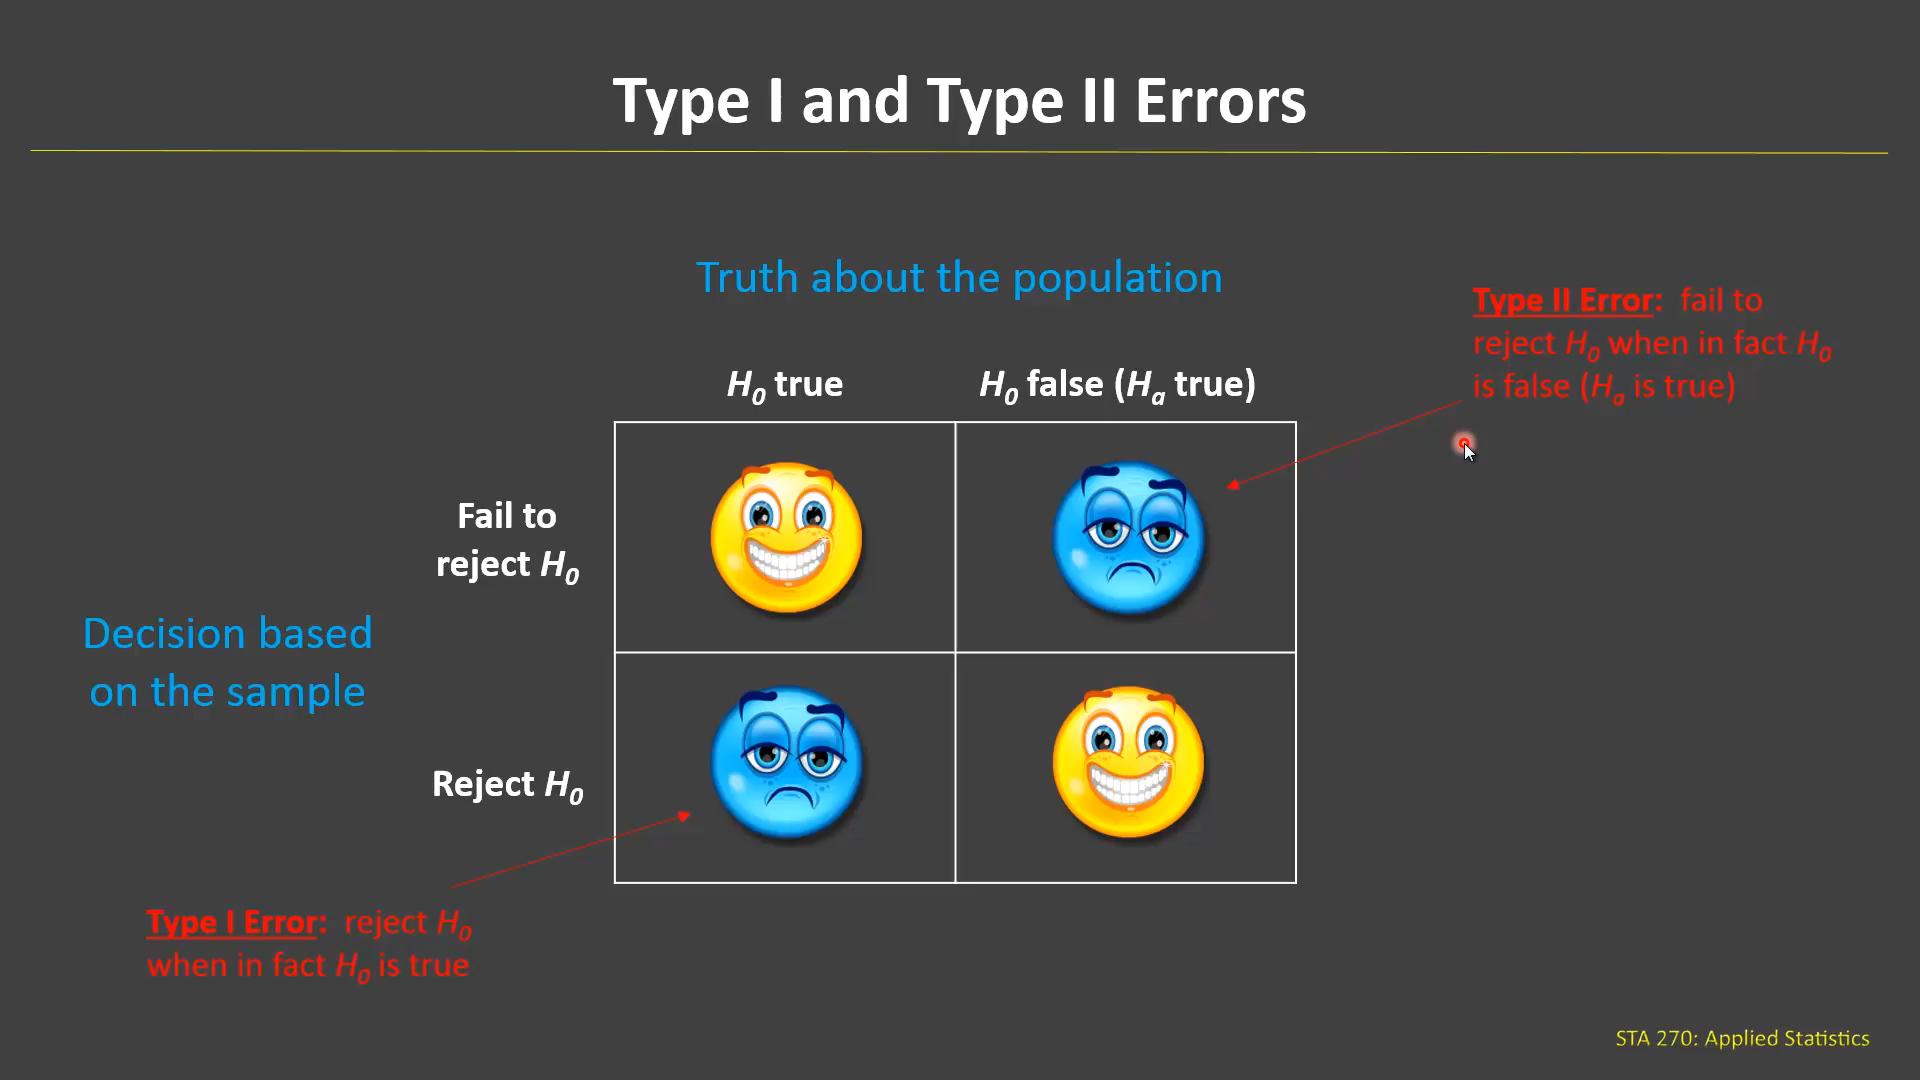 Type I and Type II Errors
Truth about the population
Type II Error: fail to
reject H₀ when in fact H₀
is false (Hₐ is true)
H₀ true
H₀ false (Hₐ true)
Fail to
reject H₀
Decision based
on the sample
Reject H₀
Type I Error: reject H₀
when in fact H₀ is true
STA 270: Applied Statistics